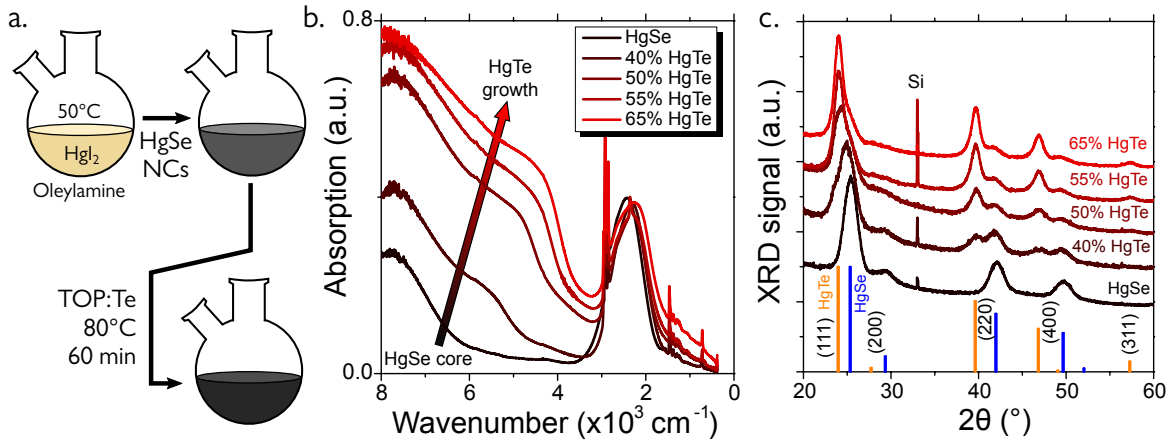 a.
50°C
HgI₂
Oleylamine
HgSe
NCs
TOP:Te
80°C
60 min
b.
0.8
0.0
Absorption (a.u.)
HgSe
40% HgTe
50% HgTe
55% HgTe
65% HgTe
HgTe
growth
HgSe core
8 6 4 2 0
Wavenumber (x10³ cm⁻¹)
c.
XRD signal (a.u.)
Si
65% HgTe
55% HgTe
50% HgTe
40% HgTe
HgSe
HgTe
HgSe
(111)
(200)
(220)
(400)
(311)
20 30 40 50 60
2θ (°)